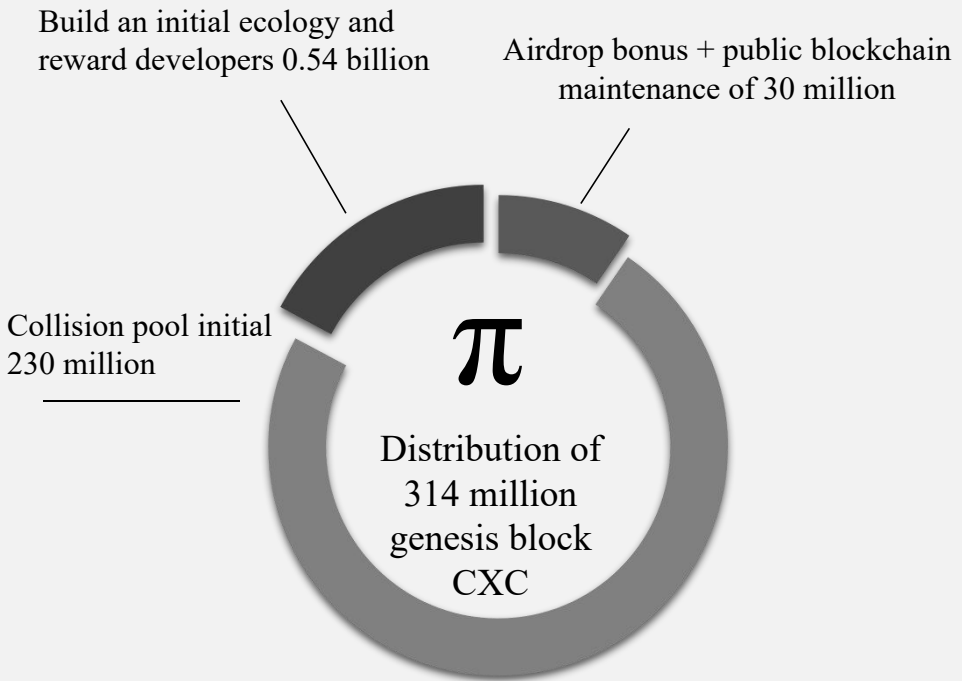 Build an initial ecology and
reward developers 0.54 billion
Airdrop bonus + public blockchain
maintenance of 30 million
Collision pool initial
230 million
π
Distribution of
314 million
genesis block
CXC